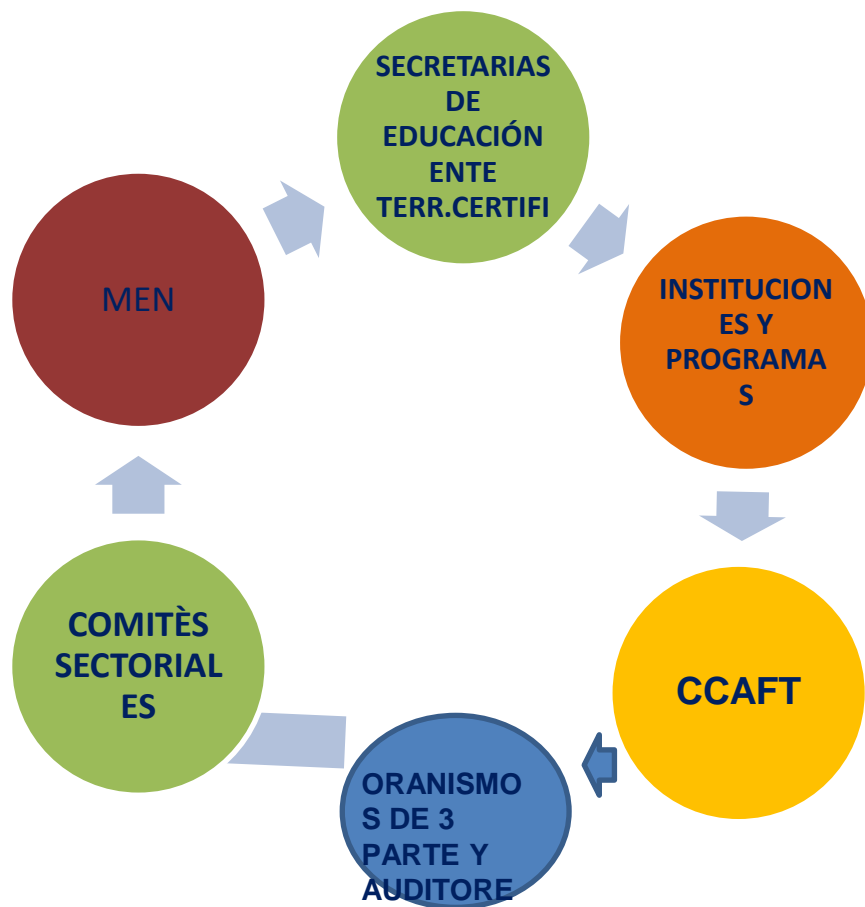 SECRETARIAS
DE
EDUCACIÓN
ENTE
TERR.CERTIFI
INSTITUCION
ES Y
PROGRAMA
S
CCAFT
ORANISMO
S DE 3
PARTE Y
AUDITORE
COMITÈS
SECTORIAL
ES
MEN